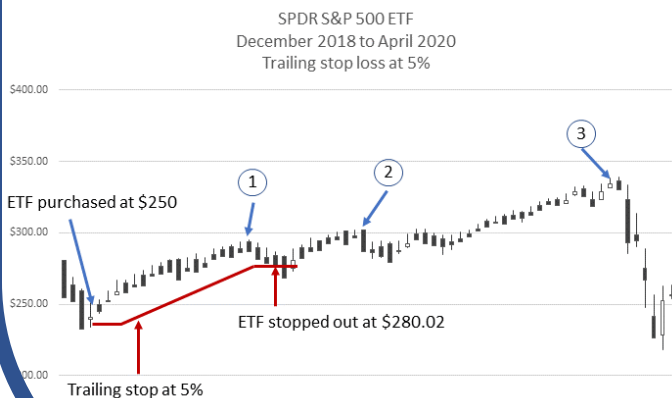 SPDR S&P 500 ETF
December 2018 to April 2020
Trailing stop loss at 5%
$400.00
$350.00
3
2
1
ETF purchased at $250
$300.00
$250.00
ETF stopped out at $280.02
00.00
Trailing stop at 5%